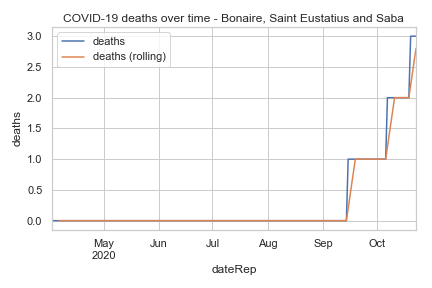 COVID-19 deaths over time - Bonaire, Saint Eustatius and Saba
deaths
deaths (rolling)
3.0
2.5
2.0
1.5
1.0
0.5
0.0
deaths
May Jun Jul Aug Sep Oct
2020
dateRep